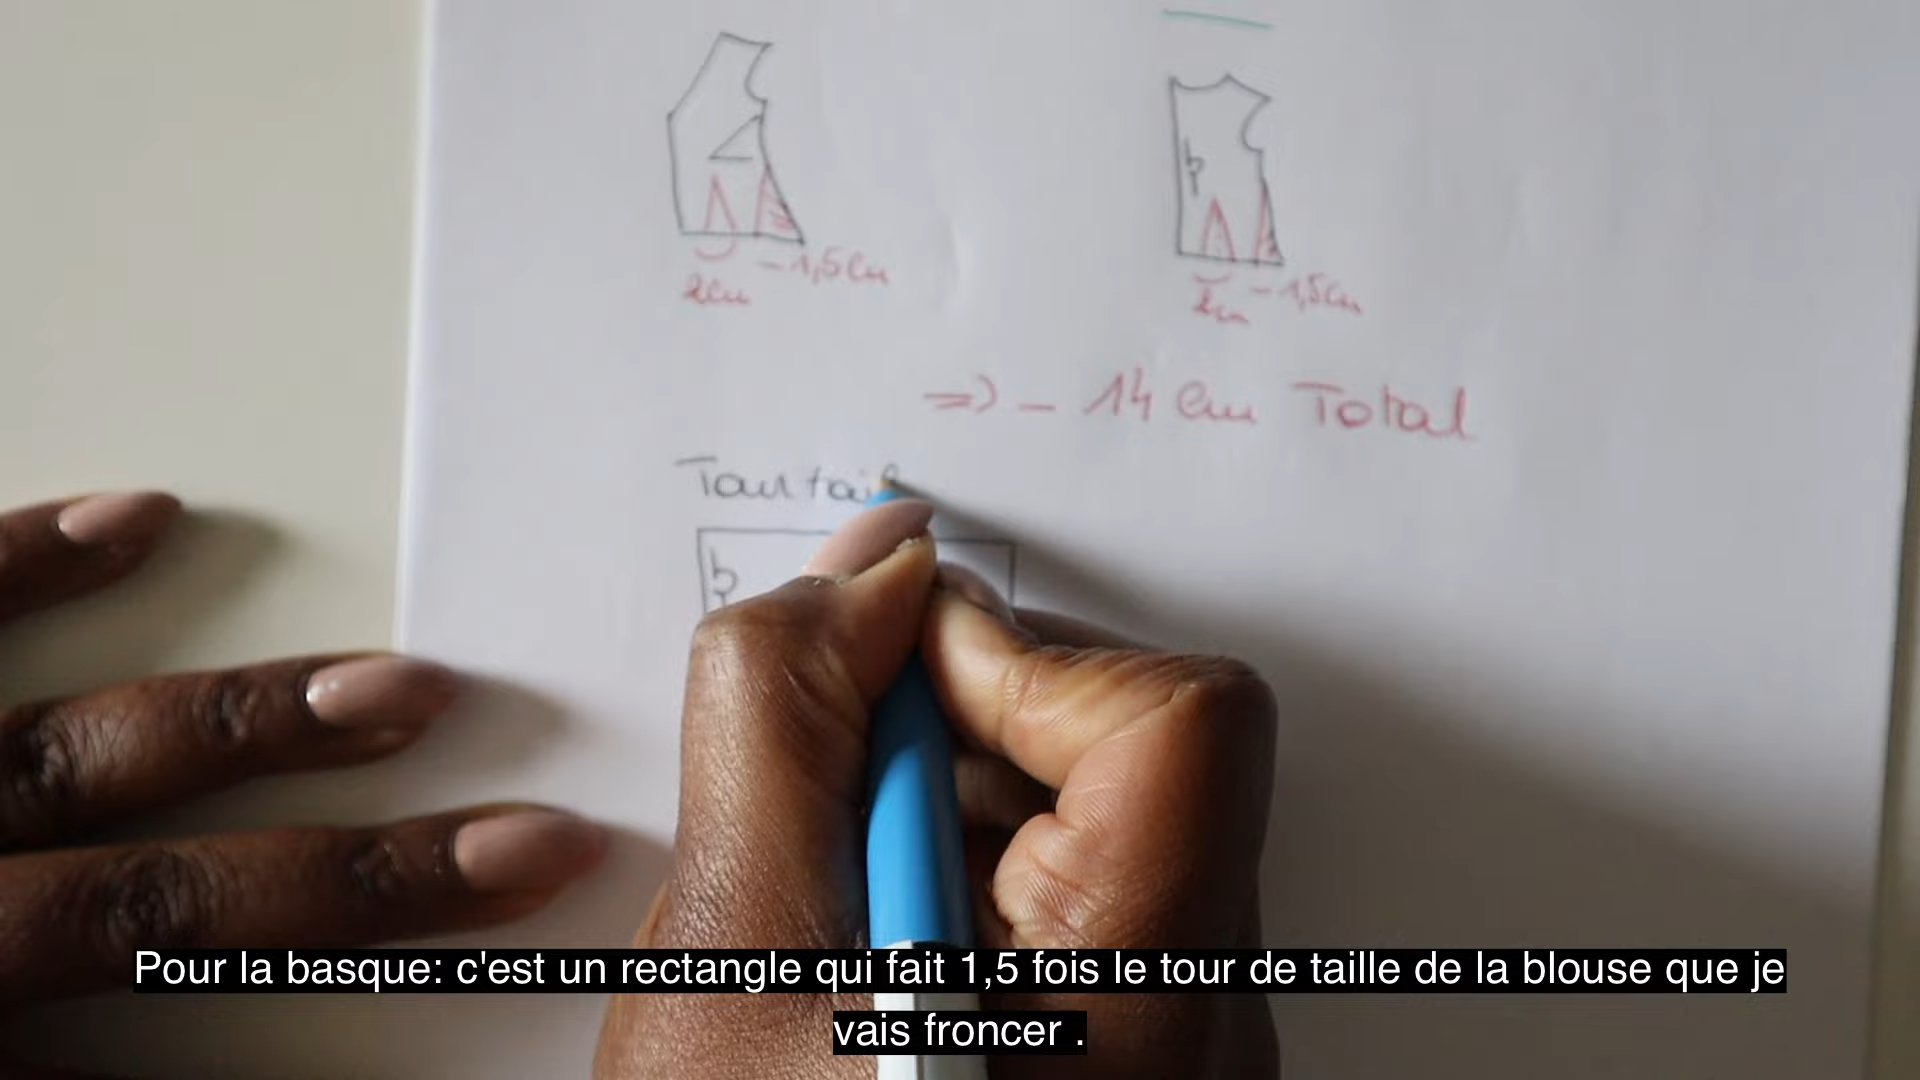 2cm -1,5cm
2cm -1,5cm
=> - 14 cm Total
Tour tail
Pour la basque: c'est un rectangle qui fait 1,5 fois le tour de taille de la blouse que je
vais froncer .